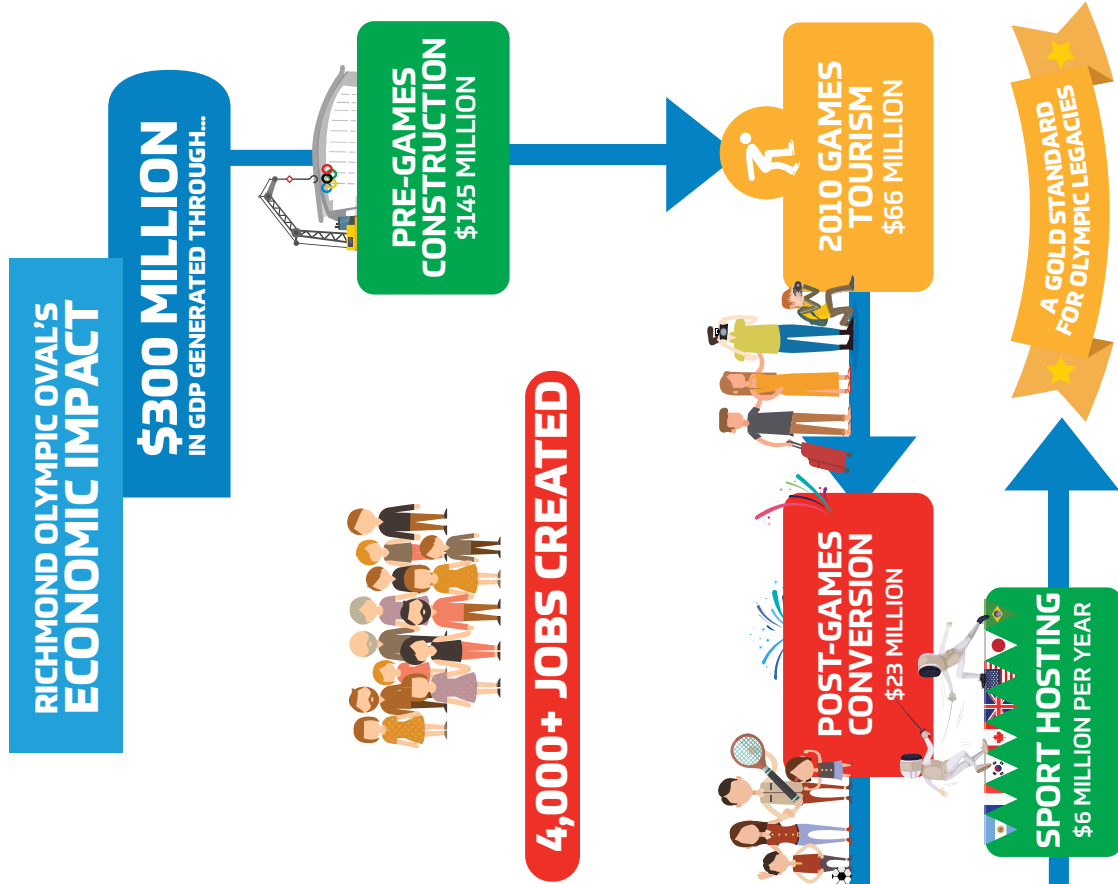 RICHMOND OLYMPIC OVAL'S
ECONOMIC IMPACT
$300 MILLION
IN GDP GENERATED THROUGH...
PRE-GAMES
CONSTRUCTION
$145 MILLION
4,000+ JOBS CREATED
2010 GAMES
TOURISM
$66 MILLION
POST-GAMES
CONVERSION
$23 MILLION
SPORT HOSTING
$6 MILLION PER YEAR
A GOLD STANDARD
FOR OLYMPIC LEGACIES